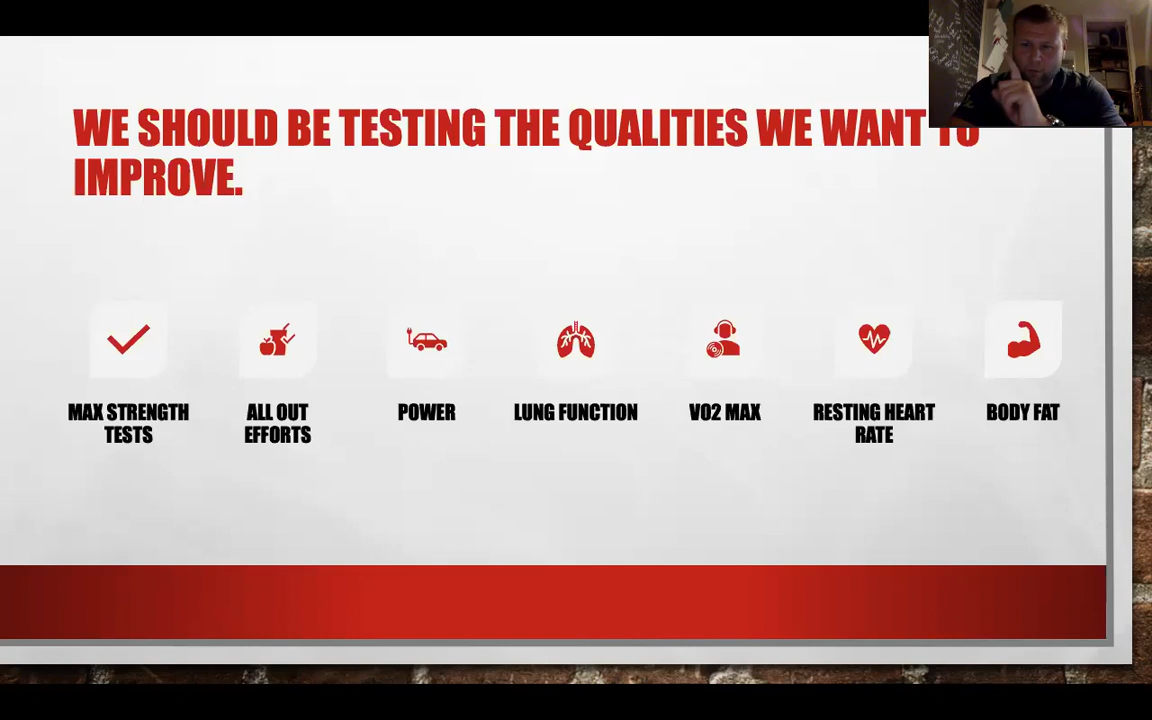 WE SHOULD BE TESTING THE QUALITIES WE WANT TO
IMPROVE.
MAX STRENGTH
TESTS
ALL OUT
EFFORTS
POWER
LUNG FUNCTION
VO2 MAX
RESTING HEART
RATE
BODY FAT